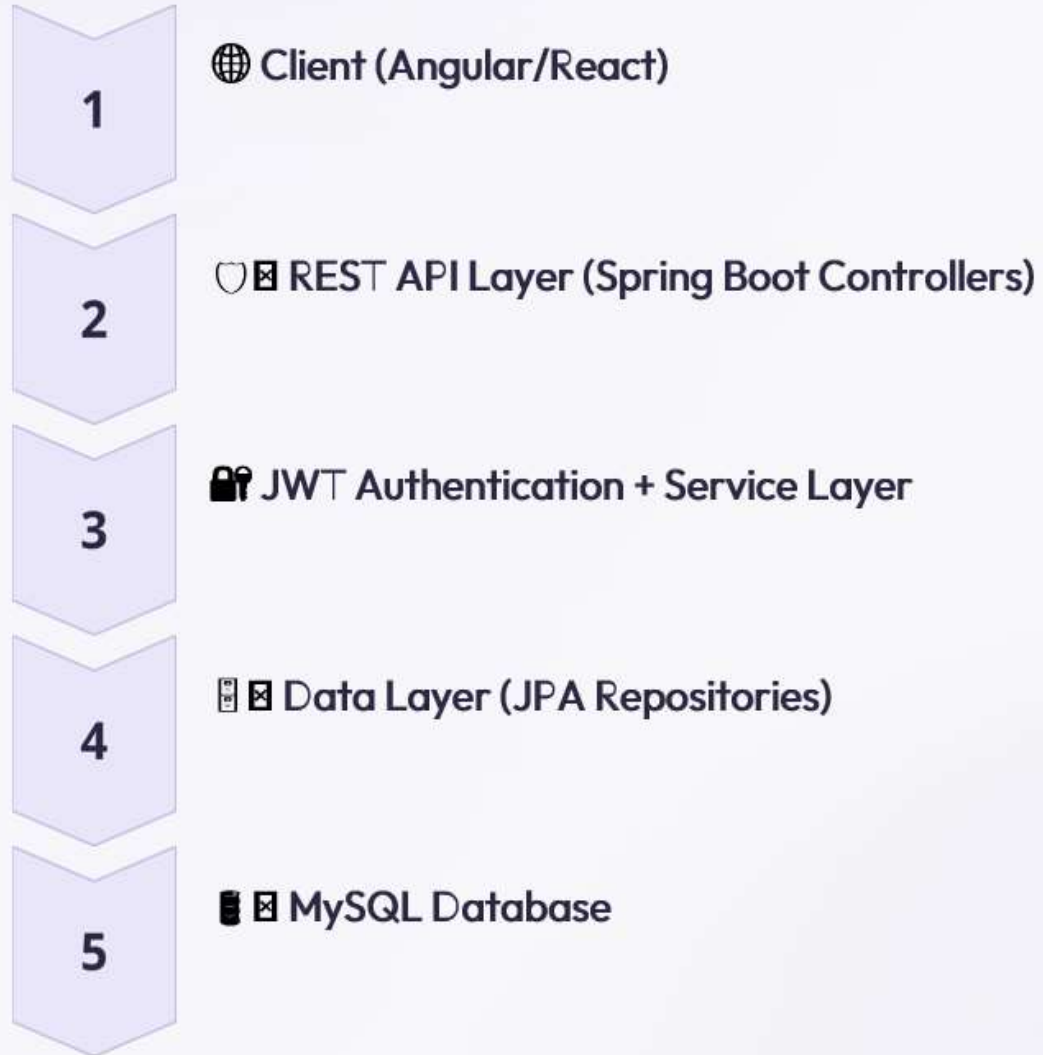 1
🌐 Client (Angular/React)
2
REST API Layer (Spring Boot Controllers)
3
🔐 JWT Authentication + Service Layer
4
Data Layer (JPA Repositories)
5
MySQL Database